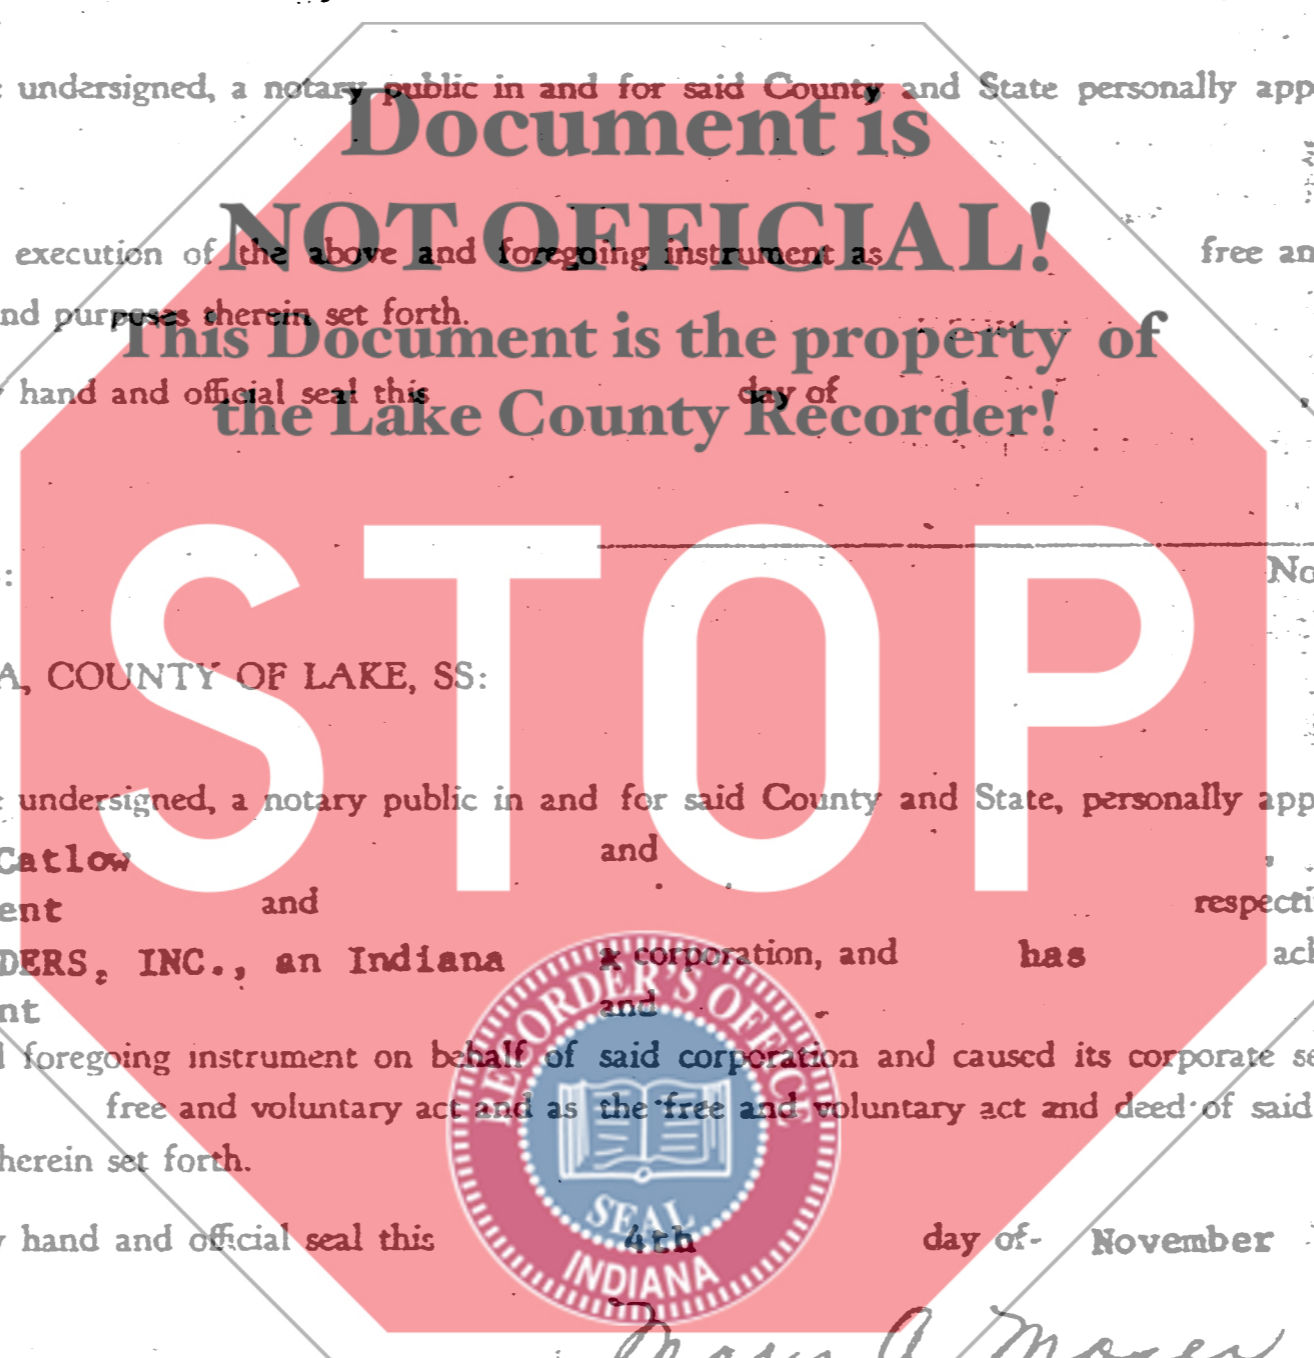 undersigned, a notary public in and for said County and State personally app
Document is
NOT OFFICIAL!
execution of the above and foregoing instrument as free an
nd purposes therein set forth.
This Document is the property of
hand and official seal this day of ,
the Lake County Recorder!
STOP
: No
A, COUNTY OF LAKE, SS:
undersigned, a notary public in and for said County and State, personally app
Catlow and ,
ent and respecti
DERS, INC., an Indiana x corporation, and has ack
nt and
foregoing instrument on behalf of said corporation and caused its corporate se
free and voluntary act and as the free and voluntary act and deed of said
herein set forth.
hand and official seal this 4th day of November
RECORDER'S OFFICE
SEAL
INDIANA